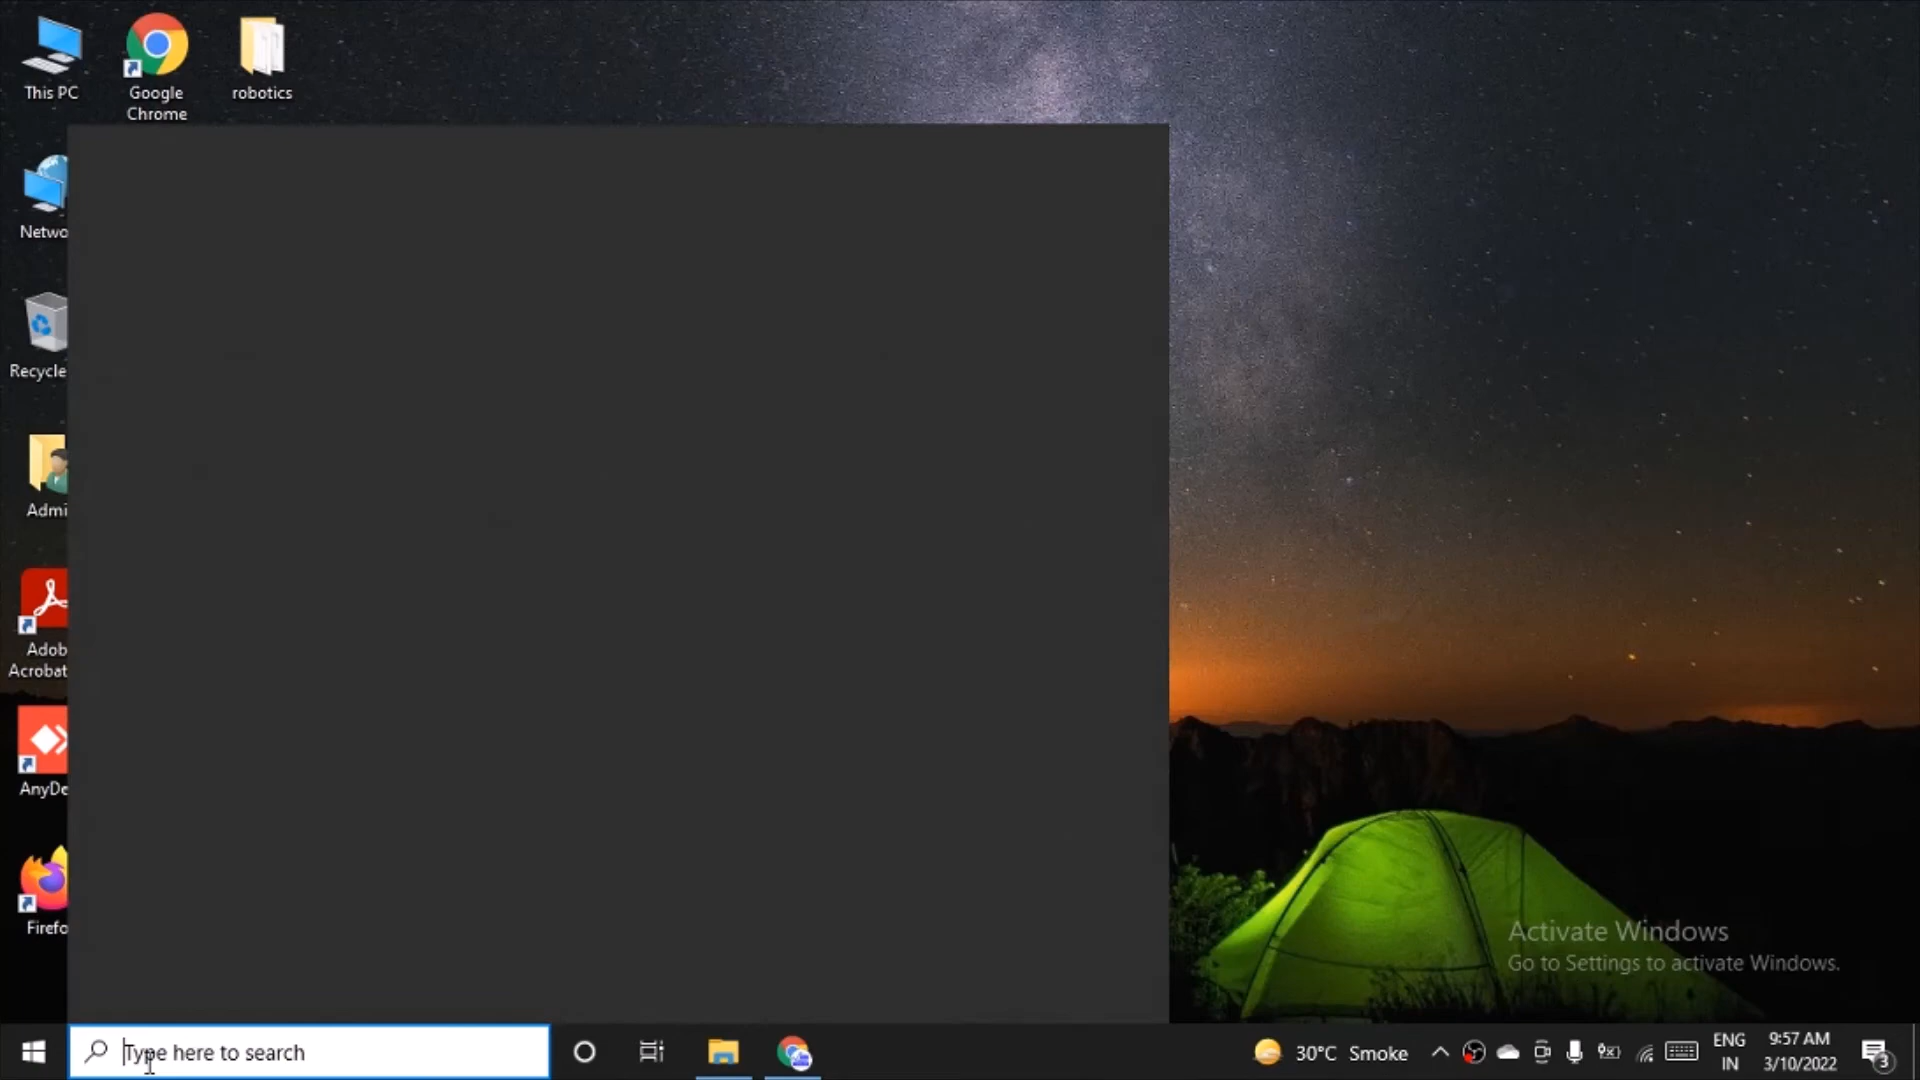 This PC
Google
Chrome
robotics
Netwo
Recycle
Admi
Adob
Acrobat
AnyDe
Firefo
Activate Windows
Go to Settings to activate Windows.
Type here to search
30°C Smoke
ENG
IN
9:57 AM
3/10/2022
3